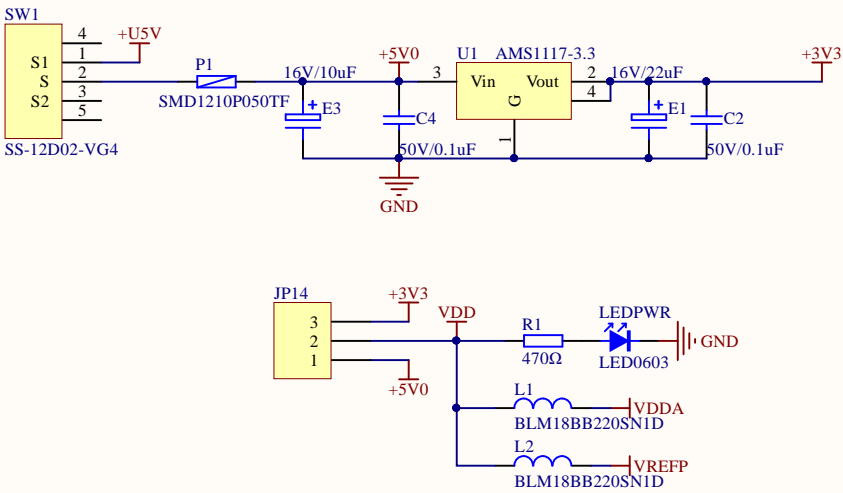 SW1
4
+U5V
S1 1
S 2
S2 3
5
SS-12D02-VG4
P1
SMD1210P050TF
16V/10uF
E3
+5V0
C4
50V/0.1uF
GND
U1 AMS1117-3.3
3 Vin Vout 2
4
G
1
16V/22uF
E1
C2
50V/0.1uF
+3V3
JP14
3
2
1
+3V3
VDD
+5V0
R1
470Ω
LEDPWR
LED0603
GND
L1
BLM18BB220SN1D
VDDA
L2
BLM18BB220SN1D
VREFP